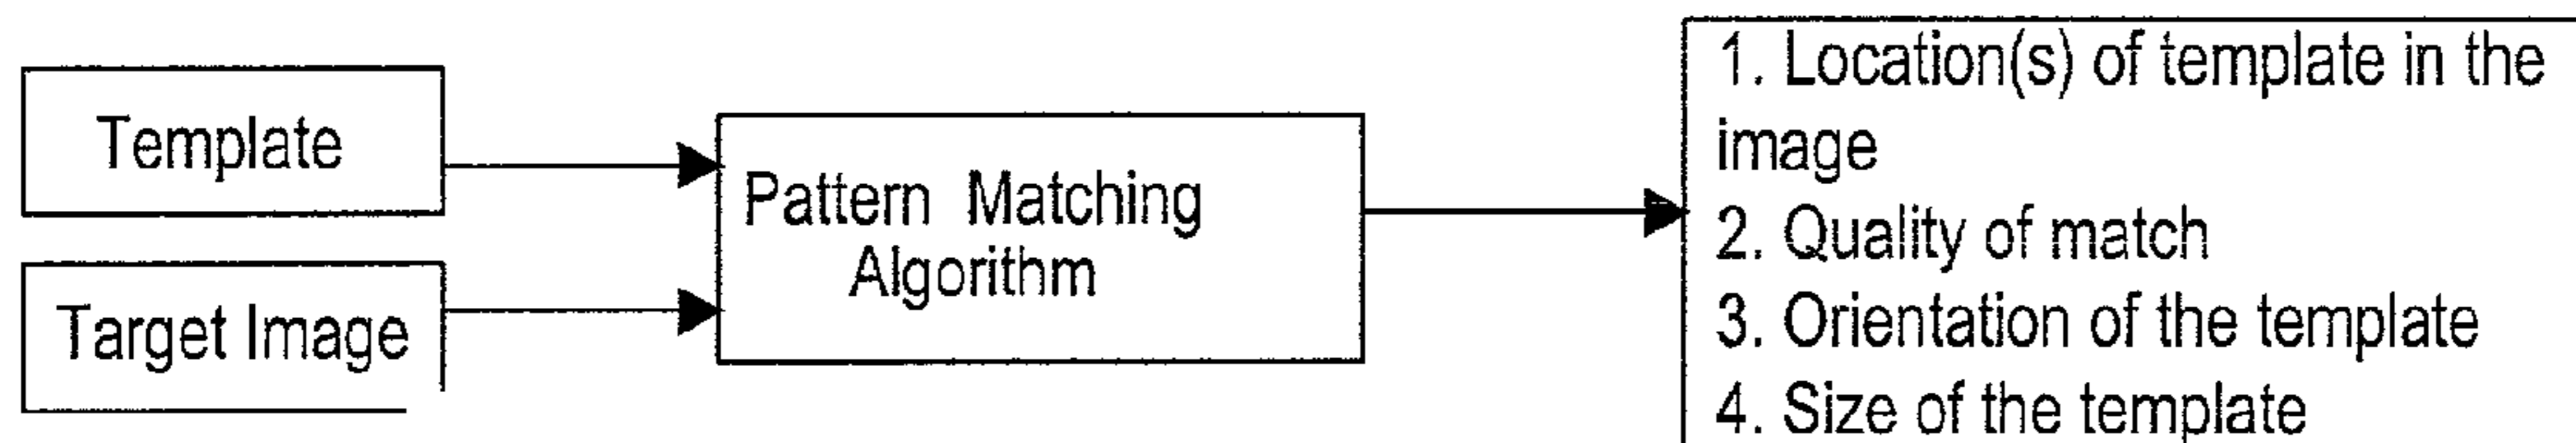 Template
Target Image
Pattern Matching
Algorithm
1. Location(s) of template in the
image
2. Quality of match
3. Orientation of the template
4. Size of the template